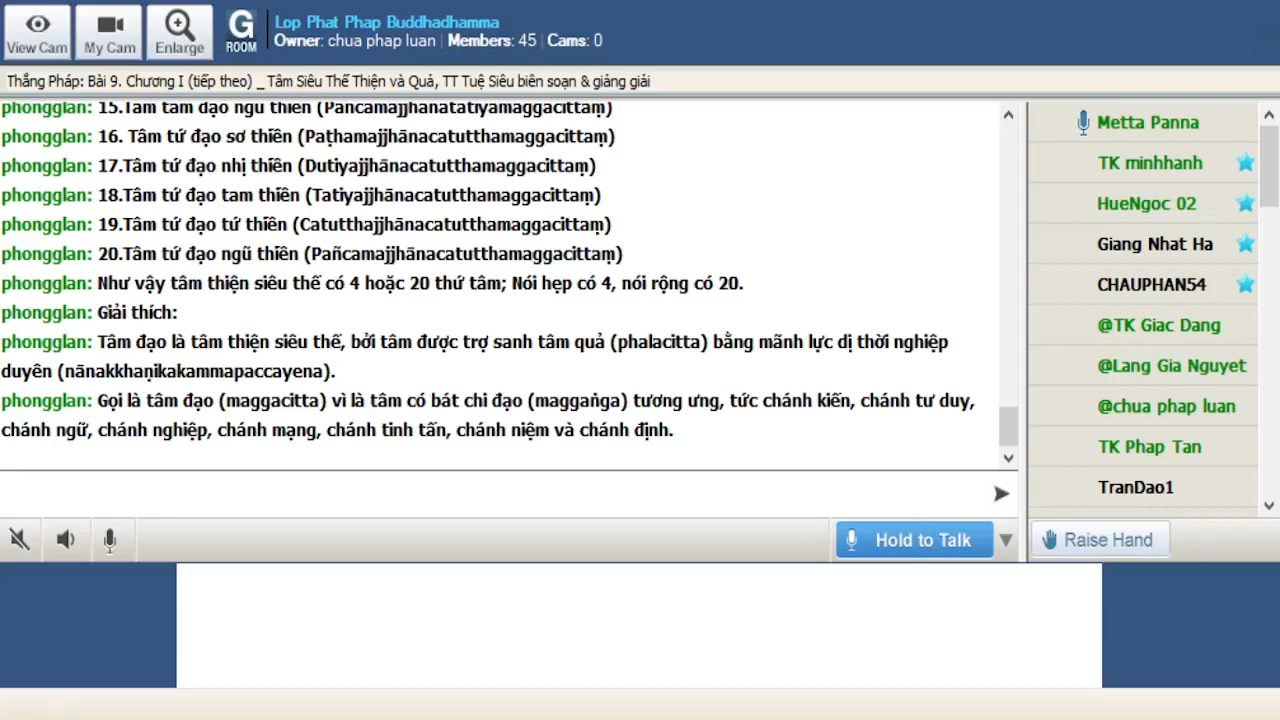 View Cam
My Cam
Enlarge
G
ROOM
Lop Phat Phap Buddhadhamma
Owner: chua phap luan | Members: 45 | Cams: 0
Thắng Pháp: Bài 9. Chương I (tiếp theo) _ Tâm Siêu Thế Thiện và Quả, TT Tuệ Siêu biên soạn & giảng giải
phongglan: 15.Tâm tam đạo ngũ thiền (Pañcamajjhānatatiyamaggacittaṃ)
phongglan: 16. Tâm tứ đạo sơ thiền (Paṭhamajjhānacatutthamaggacittaṃ)
phongglan: 17.Tâm tứ đạo nhị thiền (Dutiyajjhānacatutthamaggacittaṃ)
phongglan: 18.Tâm tứ đạo tam thiền (Tatiyajjhānacatutthamaggacittaṃ)
phongglan: 19.Tâm tứ đạo tứ thiền (Catutthajjhānacatutthamaggacittaṃ)
phongglan: 20.Tâm tứ đạo ngũ thiền (Pañcamajjhānacatutthamaggacittaṃ)
phongglan: Như vậy tâm thiện siêu thế có 4 hoặc 20 thứ tâm; Nói hẹp có 4, nói rộng có 20.
phongglan: Giải thích:
phongglan: Tâm đạo là tâm thiện siêu thế, bởi tâm được trợ sanh tâm quả (phalacitta) bằng mãnh lực dị thời nghiệp
duyên (nānakkhaṇikakammapaccayena).
phongglan: Gọi là tâm đạo (maggacitta) vì là tâm có bát chi đạo (maggaṅga) tương ưng, tức chánh kiến, chánh tư duy,
chánh ngữ, chánh nghiệp, chánh mạng, chánh tinh tấn, chánh niệm và chánh định.
Metta Panna
TK minhhanh
HueNgoc 02
Giang Nhat Ha
CHAUPHAN54
@TK Giac Dang
@Lang Gia Nguyet
@chua phap luan
TK Phap Tan
TranDao1
Hold to Talk
Raise Hand